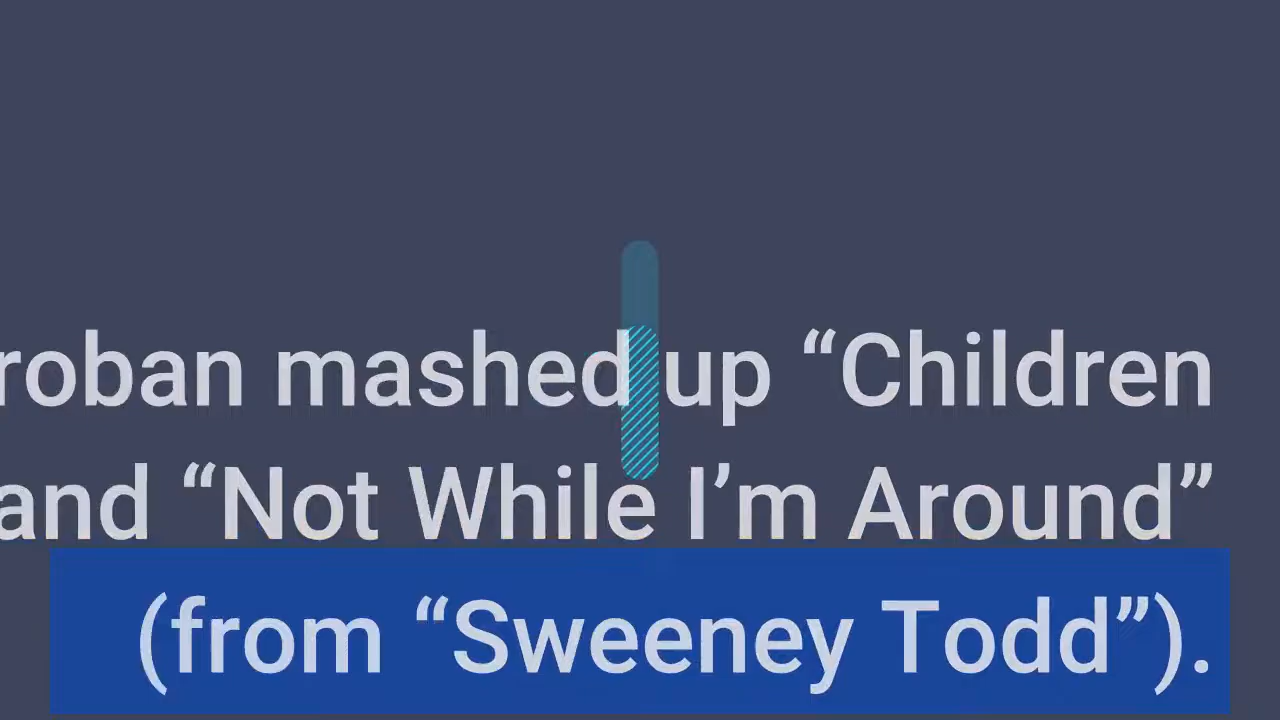 roban mashed up “Children
and “Not While I’m Around”
(from “Sweeney Todd”).